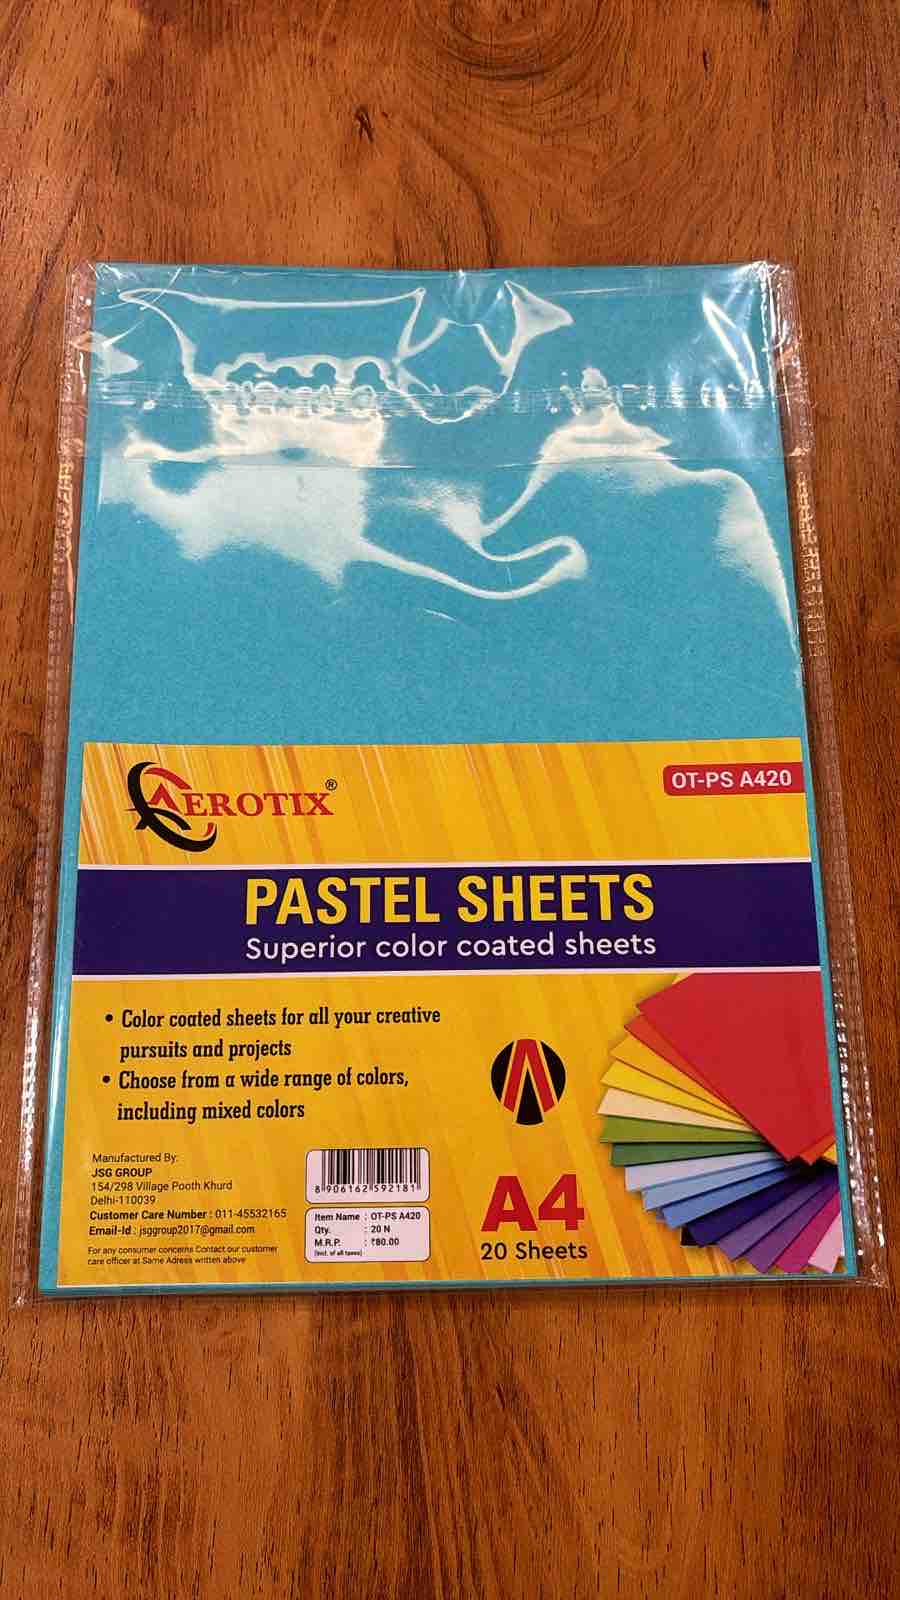 AEROTIX®
OT-PS A420
PASTEL SHEETS
Superior color coated sheets
• Color coated sheets for all your creative
pursuits and projects
• Choose from a wide range of colors,
including mixed colors
Manufactured By:
JSG GROUP
154/298 Village Pooth Khurd
Delhi-110039
Customer Care Number : 011-45532165
Email-Id : jsggroup2017@gmail.com
For any consumer concerns Contact our customer
care officer at Same Adress written above
8 906162 592181
Item Name : OT-PS A420
Qty. : 20 N
M.R.P. : ₹80.00
(Incl. of all taxes)
A4
20 Sheets